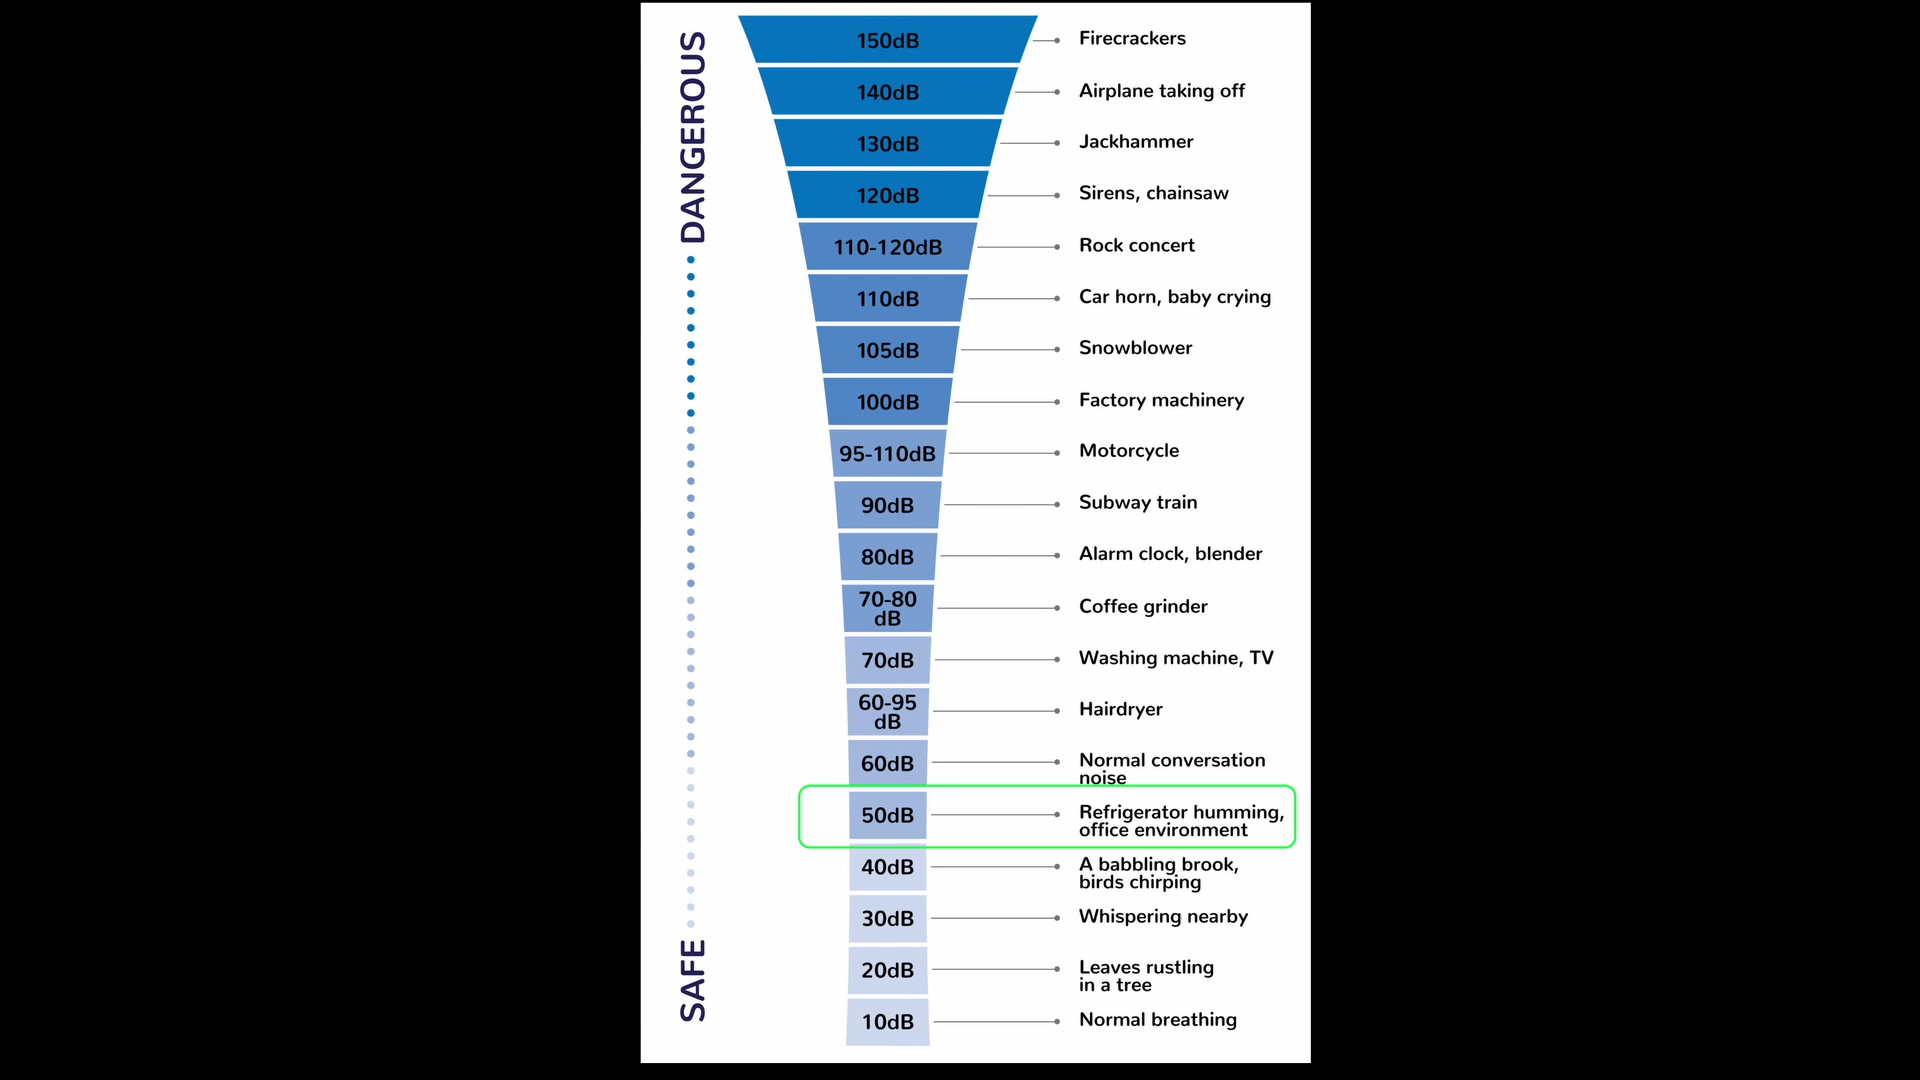 DANGEROUS
SAFE
150dB Firecrackers
140dB Airplane taking off
130dB Jackhammer
120dB Sirens, chainsaw
110-120dB Rock concert
110dB Car horn, baby crying
105dB Snowblower
100dB Factory machinery
95-110dB Motorcycle
90dB Subway train
80dB Alarm clock, blender
70-80
dB
Coffee grinder
70dB Washing machine, TV
60-95
dB
Hairdryer
60dB Normal conversation
noise
50dB Refrigerator humming,
office environment
40dB A babbling brook,
birds chirping
30dB Whispering nearby
20dB Leaves rustling
in a tree
10dB Normal breathing